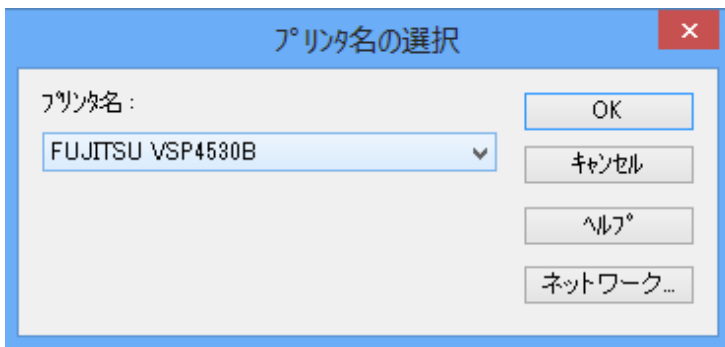 ﾌﾟﾘﾝﾀ名の選択
ﾌﾟﾘﾝﾀ名：
FUJITSU VSP4530B
OK
ｷｬﾝｾﾙ
ﾍﾙﾌﾟ
ネットワーク...